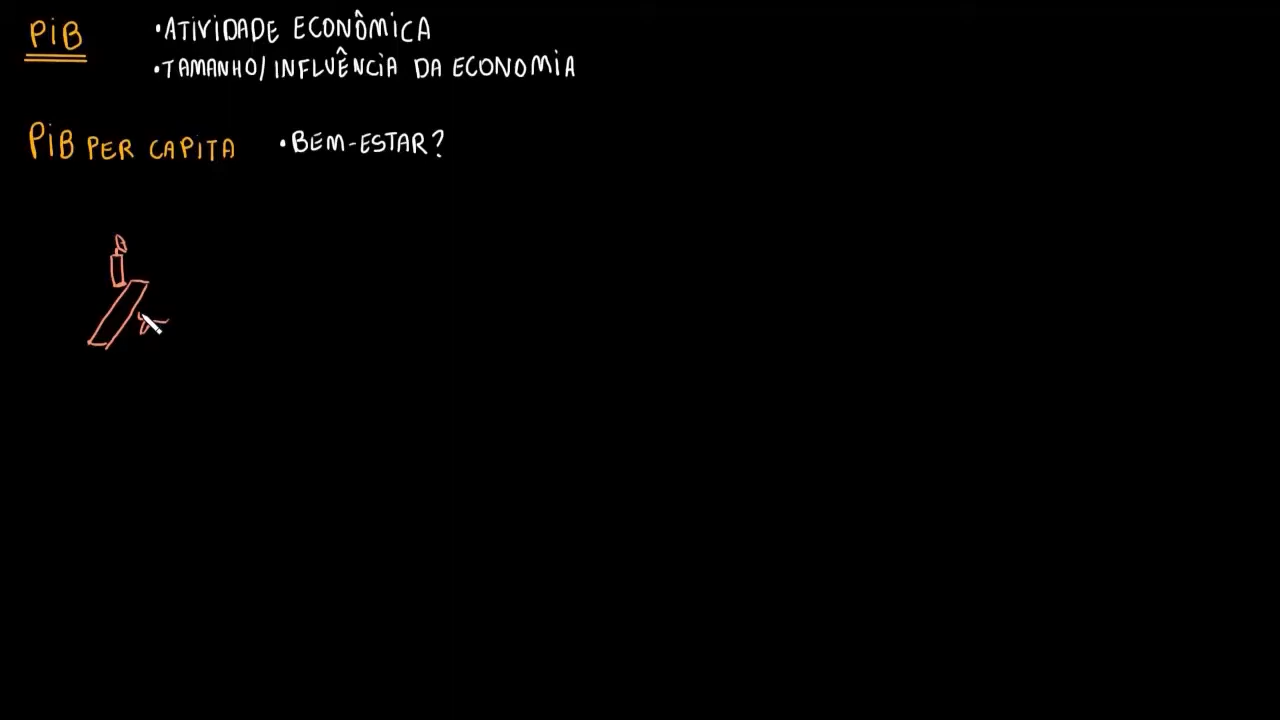 PIB • ATIVIDADE ECONÔMICA
• TAMANHO/INFLUÊNCIA DA ECONOMIA
PIB PER CAPITA • BEM-ESTAR?